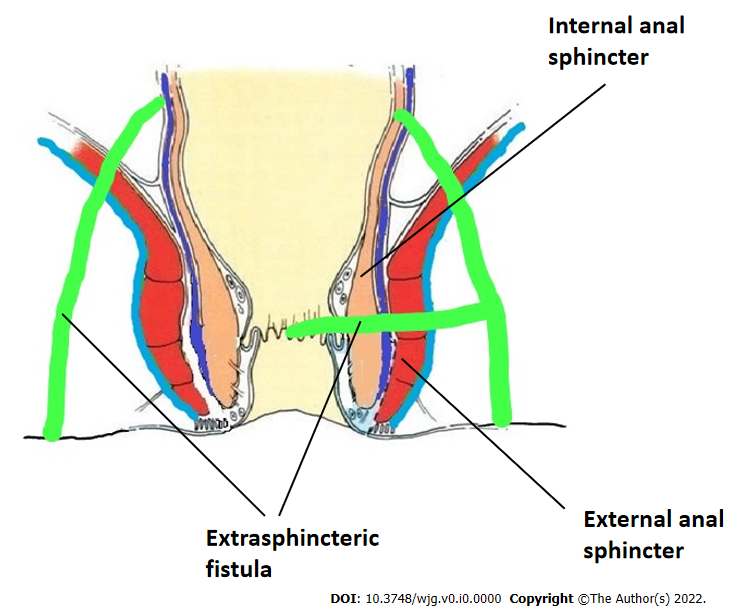 Internal anal
sphincter
Extrasphincteric
fistula
External anal
sphincter
DOI: 10.3748/wjg.v0.i0.0000 Copyright ©The Author(s) 2022.